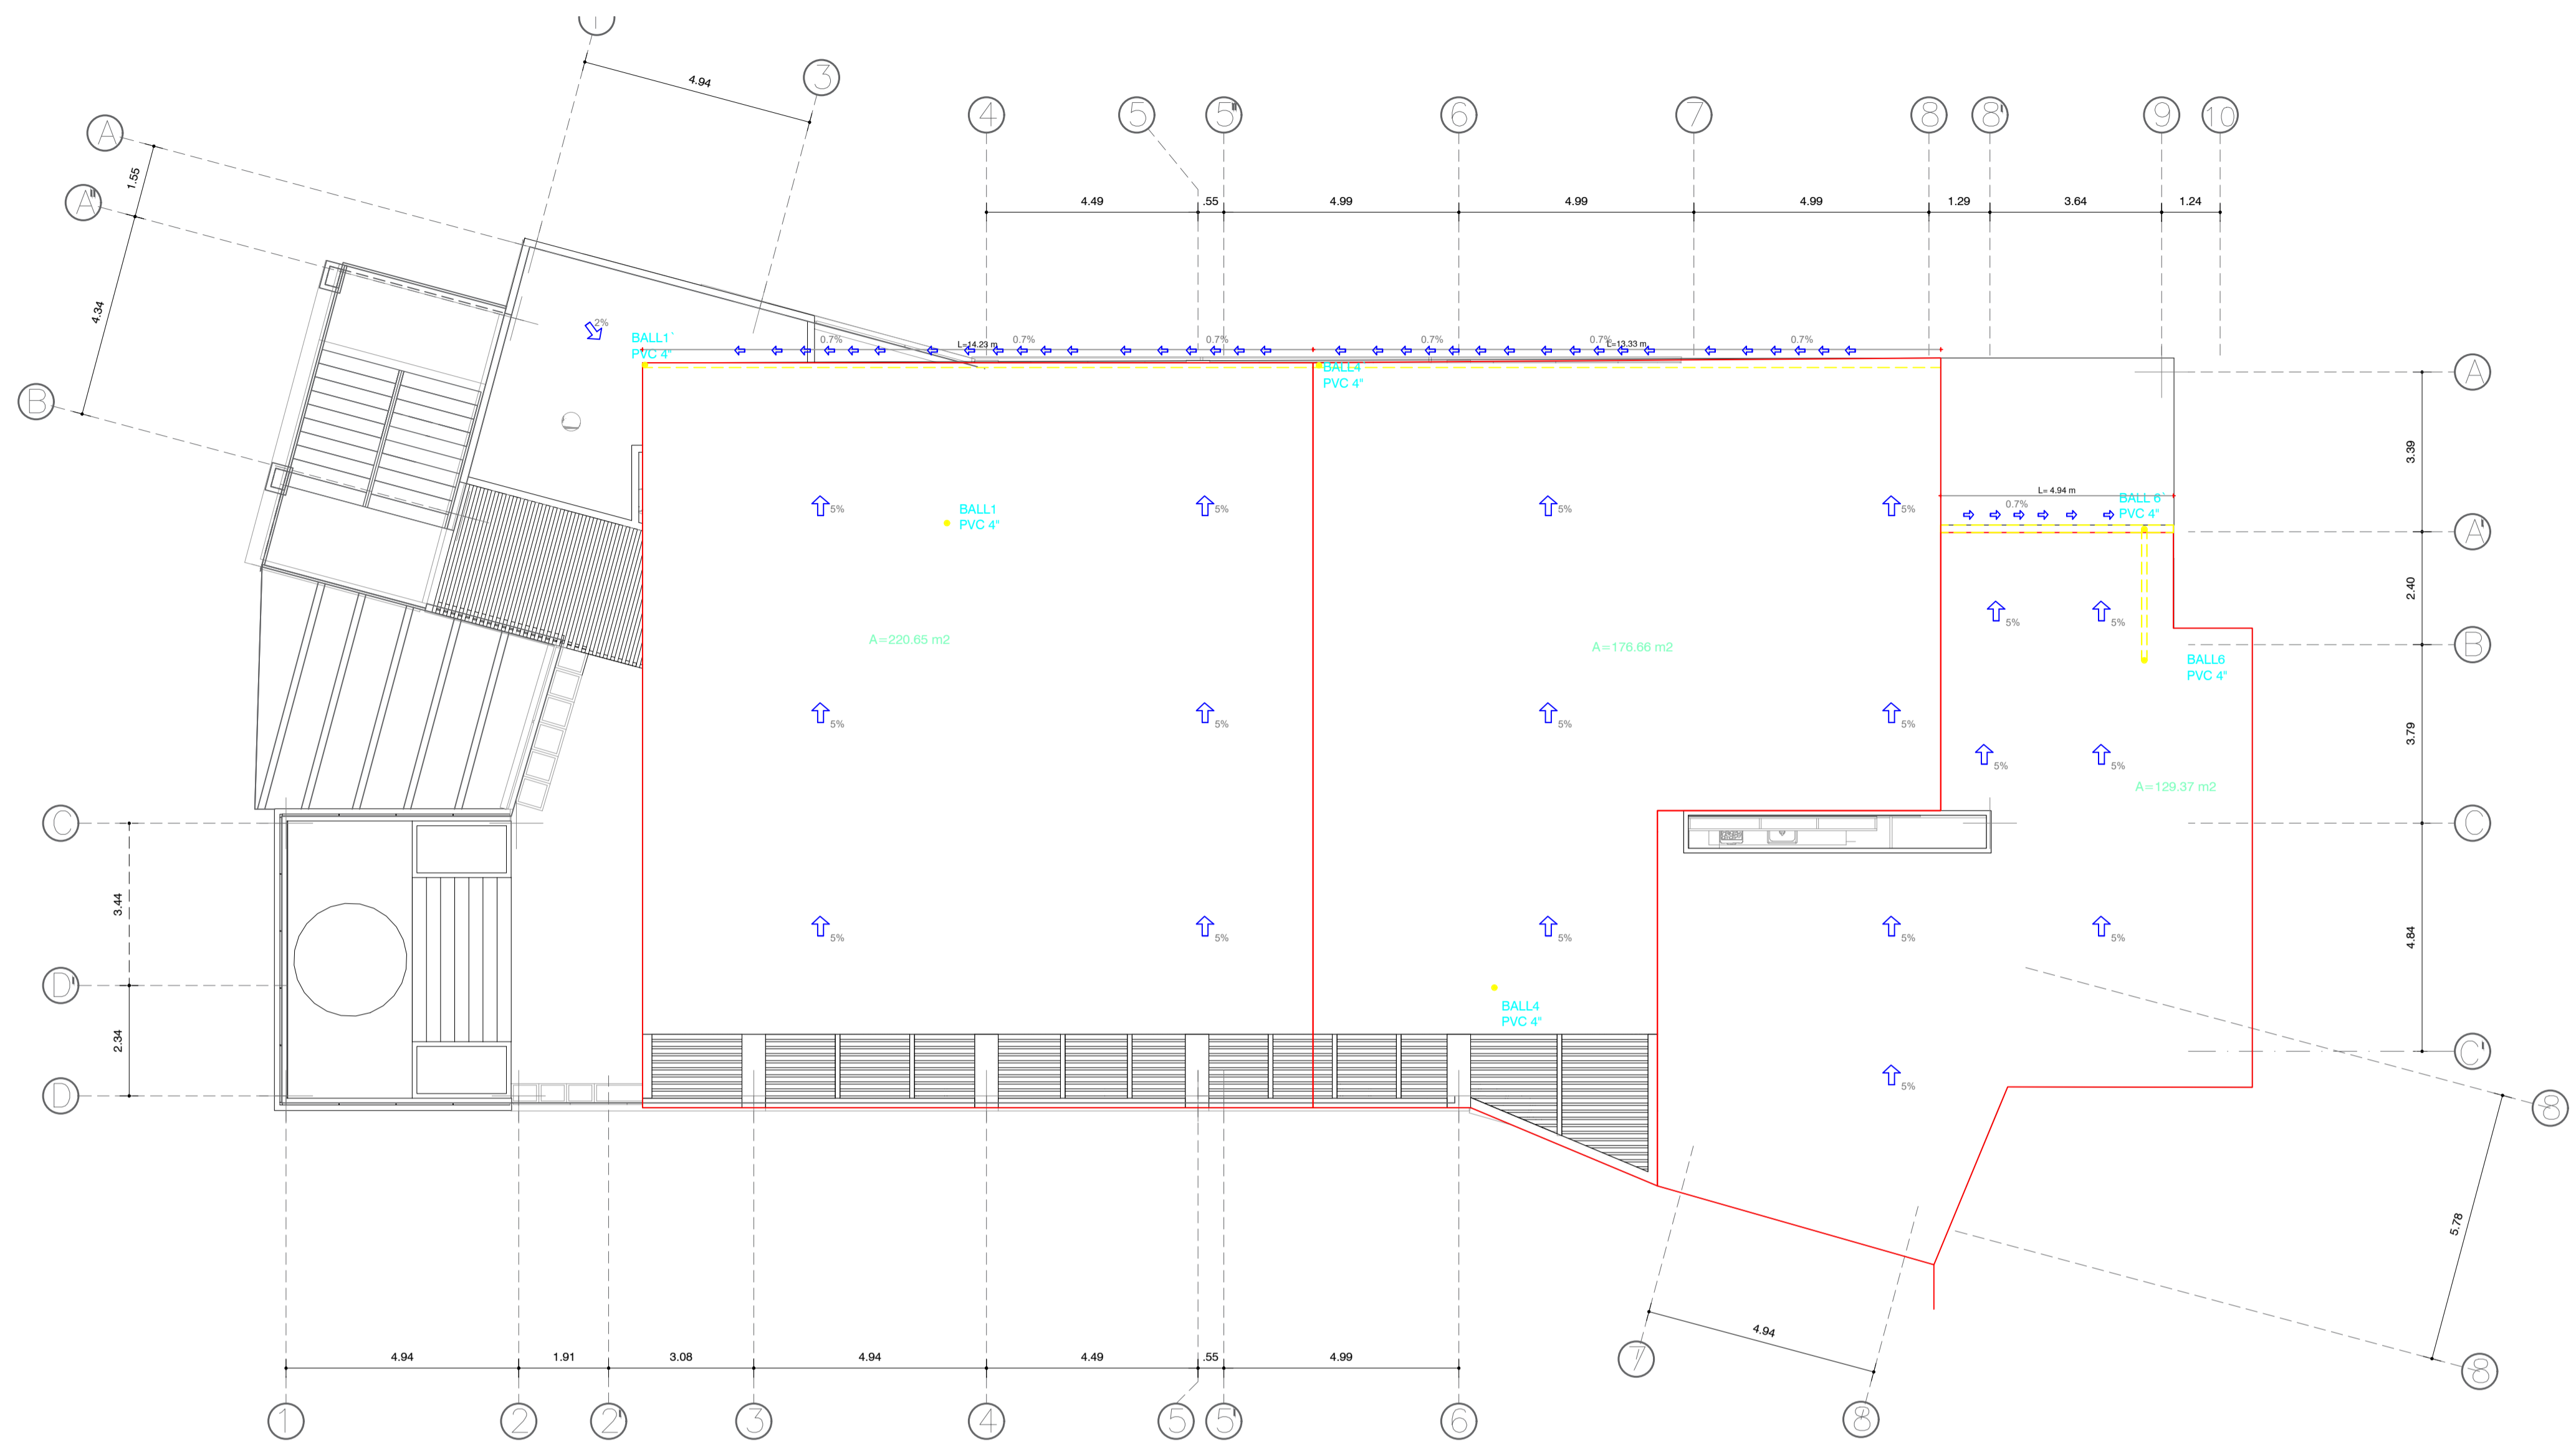 1
3
4.94
4
5
5"
6
7
8
8'
9
10
A
1.55
A"
4.34
B
4.49
.55
4.99
4.99
4.99
1.29
3.64
1.24
2%
BALL1`
PVC 4"
0.7%
L=14.23 m
0.7%
0.7%
0.7%
0.7%
L=13.33 m
0.7%
BALL4
PVC 4"
A
3.39
L= 4.94 m
0.7%
BALL 6`
PVC 4"
5%
BALL1
PVC 4"
5%
5%
5%
A'
2.40
5%
5%
A=220.65 m2
A=176.66 m2
B
BALL6
PVC 4"
5%
5%
5%
5%
3.79
5%
5%
A=129.37 m2
C
C
3.44
5%
5%
5%
5%
5%
4.84
D'
BALL4
PVC 4"
2.34
C'
5%
D
8
5.78
4.94
7
8
8
4.94
1.91
3.08
4.94
4.49
.55
4.99
1
2
2'
3
4
5
5'
6